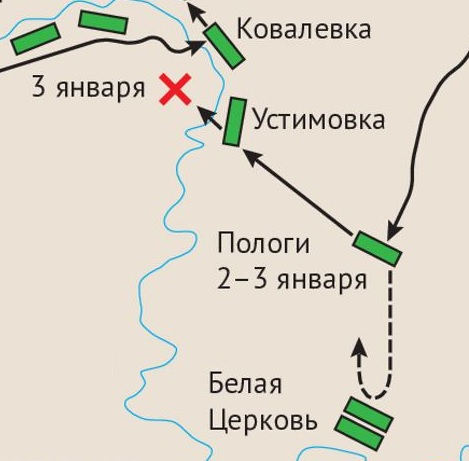 Ковалевка
3 января
Устимовка
Пологи
2–3 января
Белая
Церковь